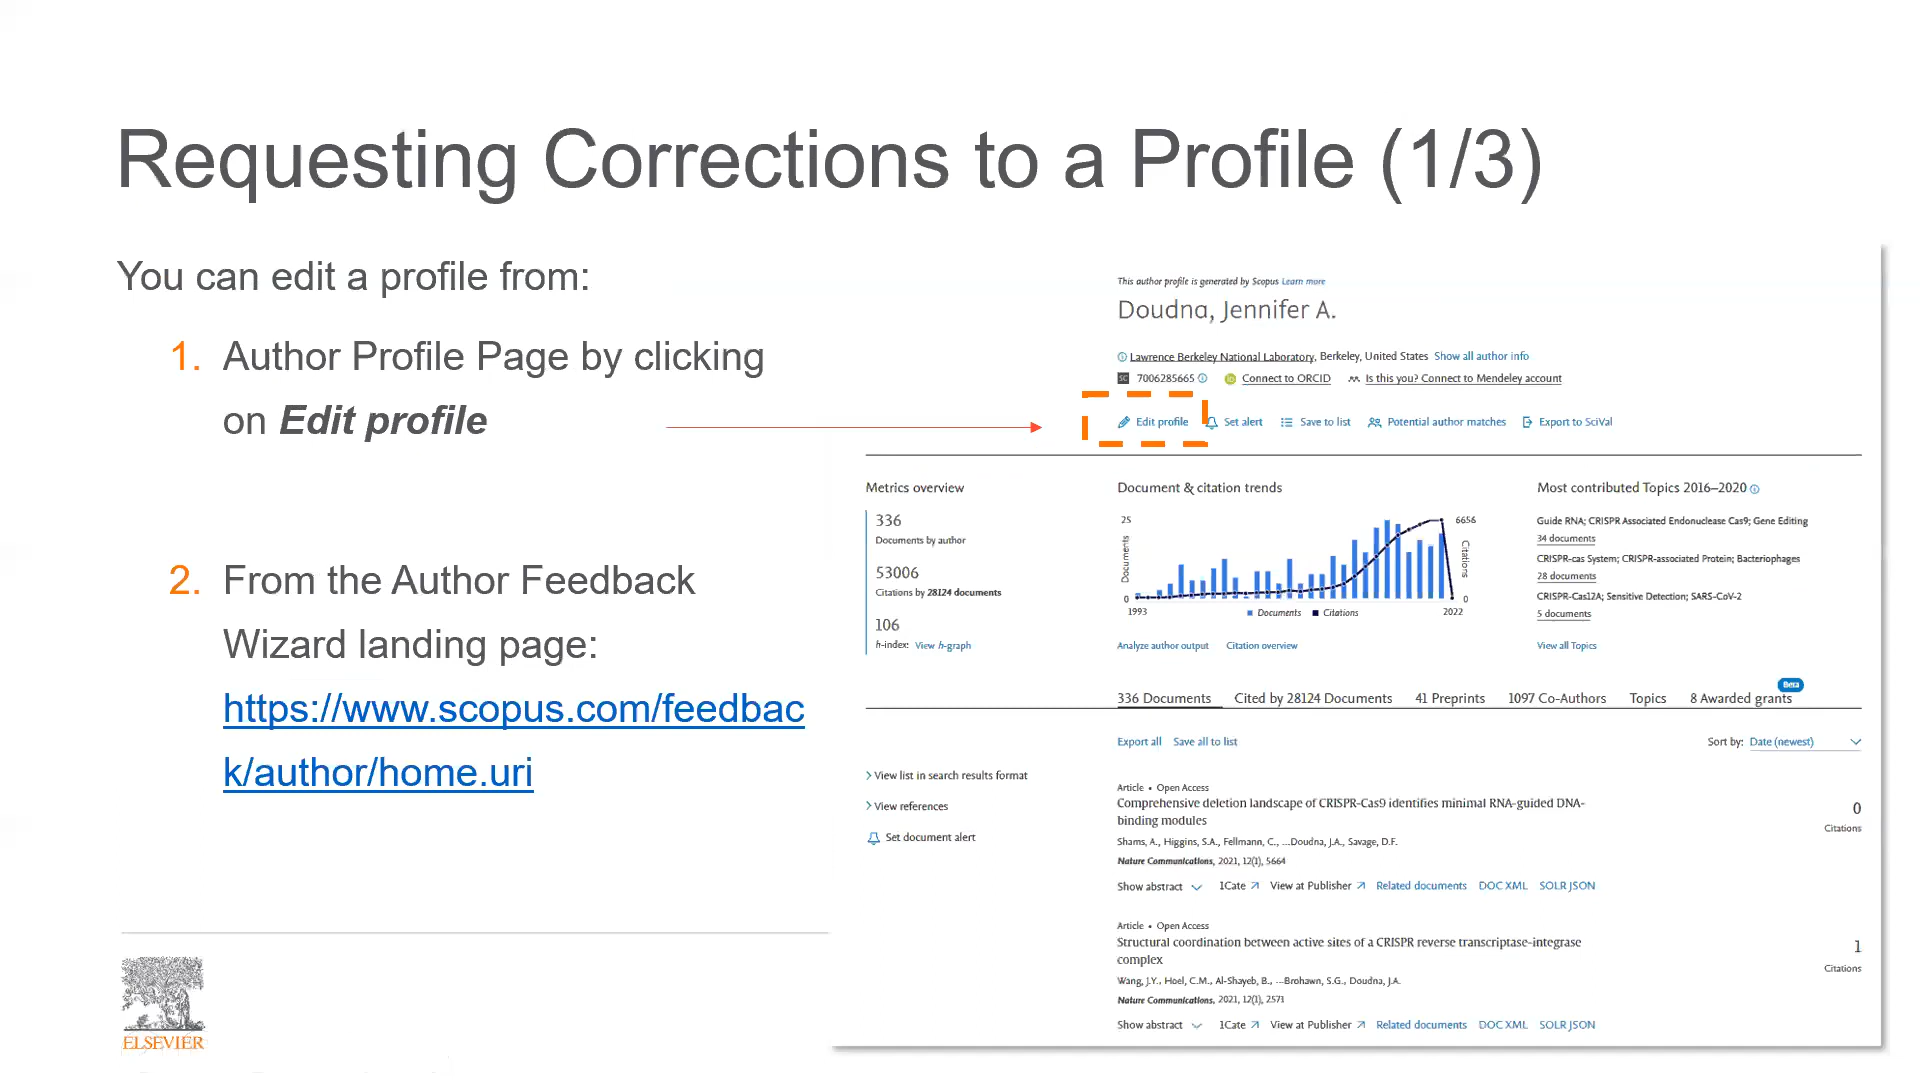 Requesting Corrections to a Profile (1/3)
You can edit a profile from:
1. Author Profile Page by clicking
on Edit profile
2. From the Author Feedback
Wizard landing page:
https://www.scopus.com/feedbac
k/author/home.uri
ELSEVIER
This author profile is generated by Scopus Learn more
Doudna, Jennifer A.
Lawrence Berkeley National Laboratory, Berkeley, United States Show all author info
SC 7006285665 Connect to ORCID Is this you? Connect to Mendeley account
Edit profile Set alert Save to list Potential author matches Export to SciVal
Metrics overview
336
Documents by author
53006
Citations by 28124 documents
106
h-index: View h-graph
Document & citation trends
25
6656
Documents
Citations
0
0
1993
2022
Documents Citations
Analyze author output Citation overview
Most contributed Topics 2016–2020
Guide RNA; CRISPR Associated Endonuclease Cas9; Gene Editing
34 documents
CRISPR-cas System; CRISPR-associated Protein; Bacteriophages
28 documents
CRISPR-Cas12A; Sensitive Detection; SARS-CoV-2
5 documents
View all Topics
Beta
336 Documents Cited by 28124 Documents 41 Preprints 1097 Co-Authors Topics 8 Awarded grants
Export all Save all to list
Sort by: Date (newest)
View list in search results format
View references
Set document alert
Article • Open Access
Comprehensive deletion landscape of CRISPR-Cas9 identifies minimal RNA-guided DNA-
binding modules
Shams, A., Higgins, S.A., Fellmann, C., ...Doudna, J.A., Savage, D.F.
Nature Communications, 2021, 12(1), 5664
0
Citations
Show abstract 1Cate View at Publisher Related documents DOC XML SOLR JSON
Article • Open Access
Structural coordination between active sites of a CRISPR reverse transcriptase-integrase
complex
Wang, J.Y., Hoel, C.M., Al-Shayeb, B., ...Brohawn, S.G., Doudna, J.A.
Nature Communications, 2021, 12(1), 2571
1
Citations
Show abstract 1Cate View at Publisher Related documents DOC XML SOLR JSON